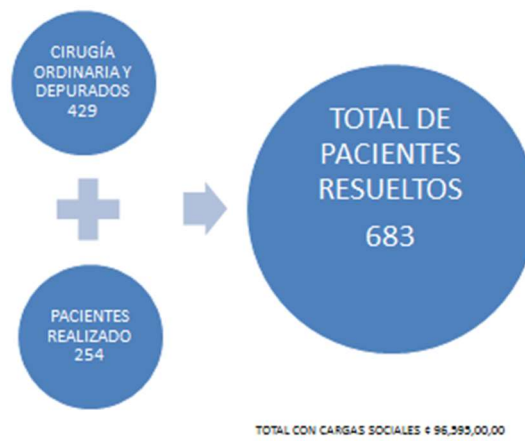 CIRUGÍA
ORDINARIA Y
DEPURADOS
429
PACIENTES
REALIZADO
254
TOTAL DE
PACIENTES
RESUELTOS
683
TOTAL CON CARGAS SOCIALES ¢ 96,595,00,00